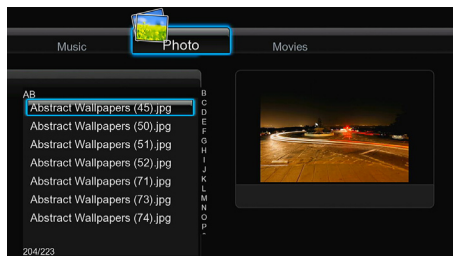 Music Photo Movies
AB
Abstract Wallpapers (45).jpg
Abstract Wallpapers (50).jpg
Abstract Wallpapers (51).jpg
Abstract Wallpapers (52).jpg
Abstract Wallpapers (71).jpg
Abstract Wallpapers (73).jpg
Abstract Wallpapers (74).jpg
204/223
B
C
D
E
F
G
H
I
J
K
L
M
N
O
P